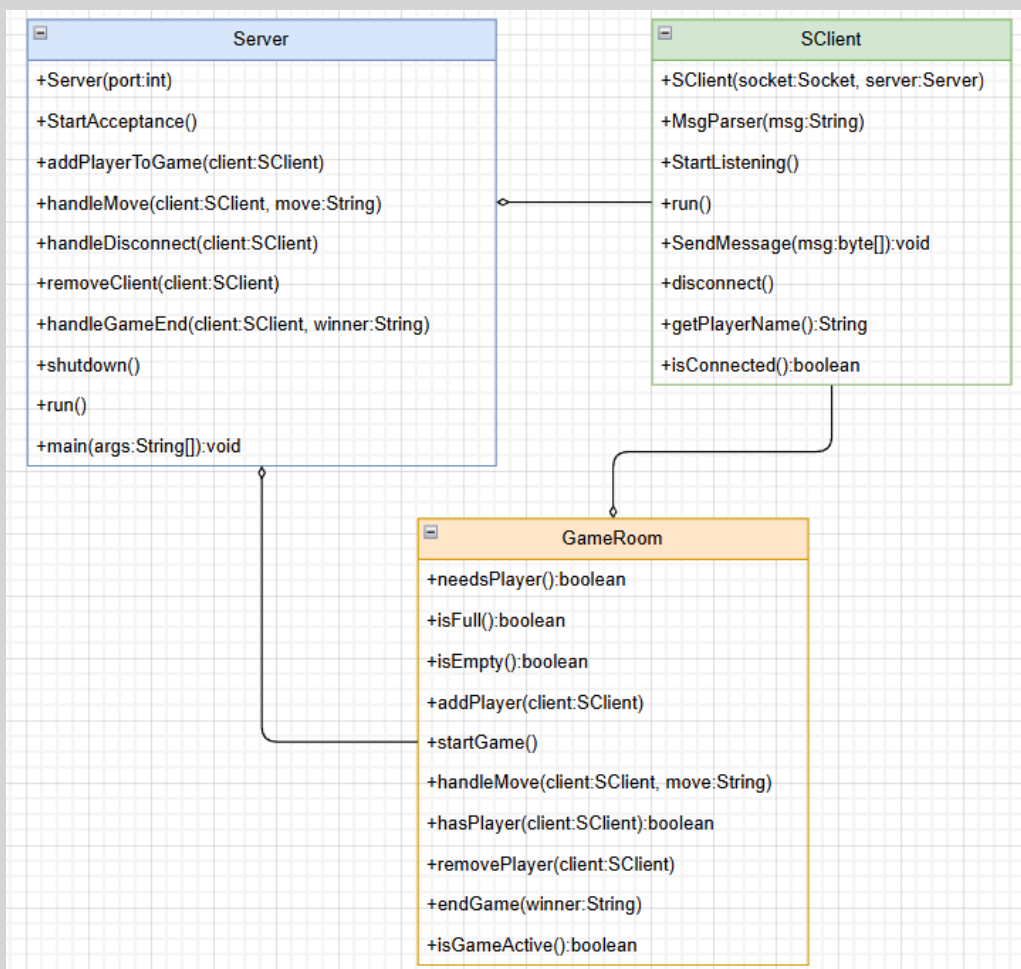 Server
+Server(port:int)
+StartAcceptance()
+addPlayerToGame(client:SClient)
+handleMove(client:SClient, move:String)
+handleDisconnect(client:SClient)
+removeClient(client:SClient)
+handleGameEnd(client:SClient, winner:String)
+shutdown()
+run()
+main(args:String[]):void
SClient
+SClient(socket:Socket, server:Server)
+MsgParser(msg:String)
+StartListening()
+run()
+SendMessage(msg:byte[]):void
+disconnect()
+getPlayerName():String
+isConnected():boolean
GameRoom
+needsPlayer():boolean
+isFull():boolean
+isEmpty():boolean
+addPlayer(client:SClient)
+startGame()
+handleMove(client:SClient, move:String)
+hasPlayer(client:SClient):boolean
+removePlayer(client:SClient)
+endGame(winner:String)
+isGameActive():boolean